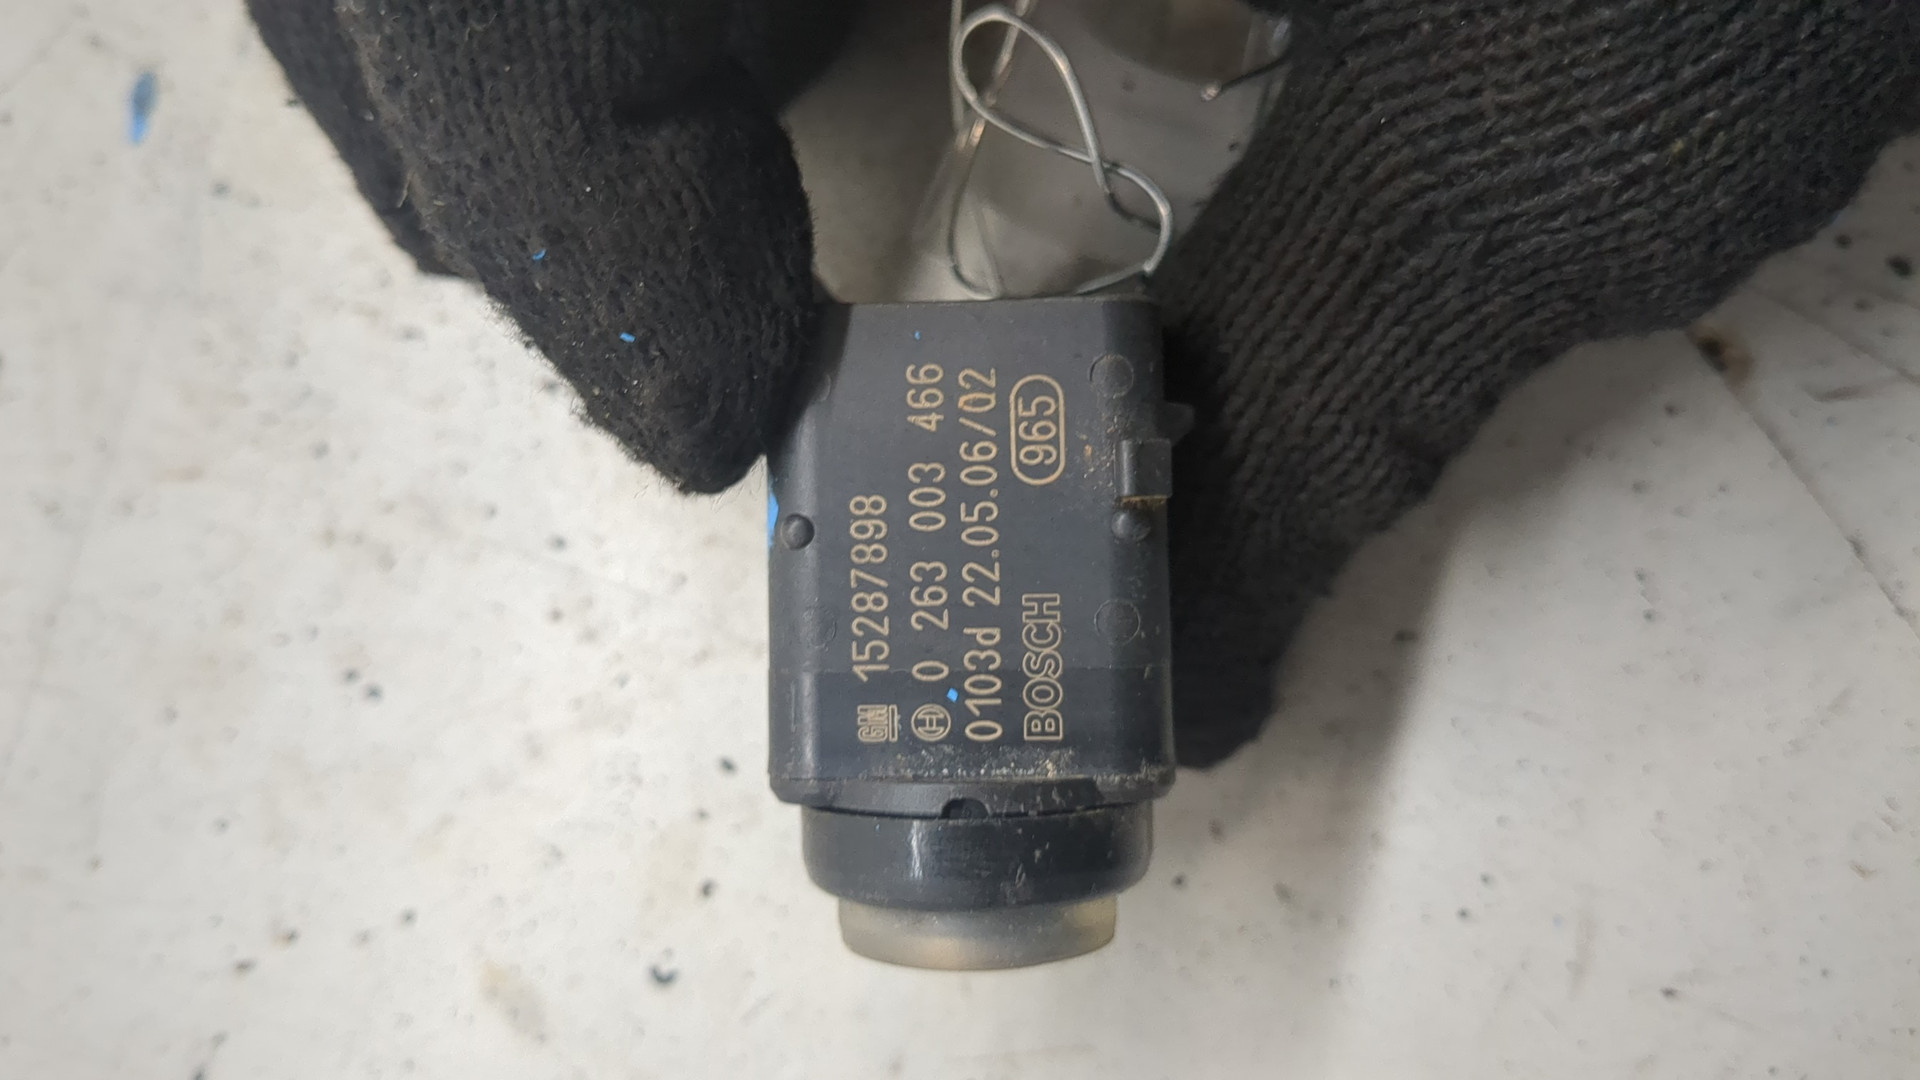 GM 15287898
0 263 003 466
0103d 22.05.06/02
BOSCH 965